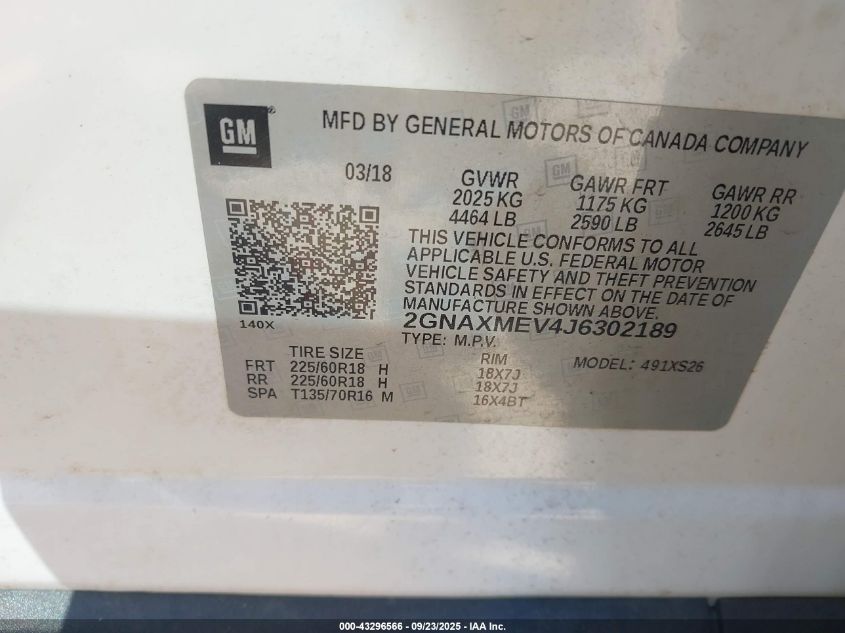 GM
®
MFD BY GENERAL MOTORS OF CANADA COMPANY
03/18
GVWR
2025 KG
4464 LB
GAWR FRT
1175 KG
2590 LB
GAWR RR
1200 KG
2645 LB
THIS VEHICLE CONFORMS TO ALL
APPLICABLE U.S. FEDERAL MOTOR
VEHICLE SAFETY AND THEFT PREVENTION
STANDARDS IN EFFECT ON THE DATE OF
MANUFACTURE SHOWN ABOVE.
140X
2GNAXMEV4J6302189
TYPE: M.P.V.
MODEL: 491XS26
TIRE SIZE RIM
FRT 225/60R18 H 18X7J
RR 225/60R18 H 18X7J
SPA T135/70R16 M 16X4BT
000-43296566 - 09/23/2025 - IAA Inc.